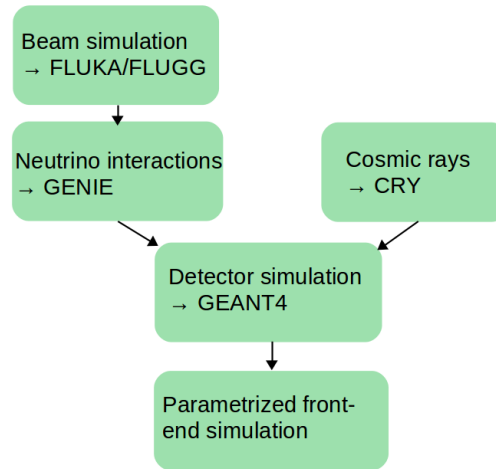 Beam simulation
→ FLUKA/FLUGG
Neutrino interactions
→ GENIE
Cosmic rays
→ CRY
Detector simulation
→ GEANT4
Parametrized front-
end simulation